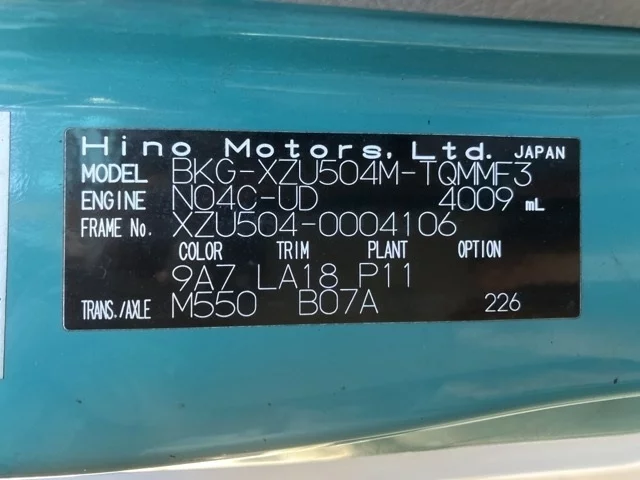 Hino Motors, Ltd. JAPAN
MODEL BKG-XZU504M-TQMMF3
ENGINE N04C-UD 4009 mL
FRAME No. XZU504-0004106
COLOR TRIM PLANT OPTION
9A7 LA18 P11
TRANS./AXLE M550 B07A 226